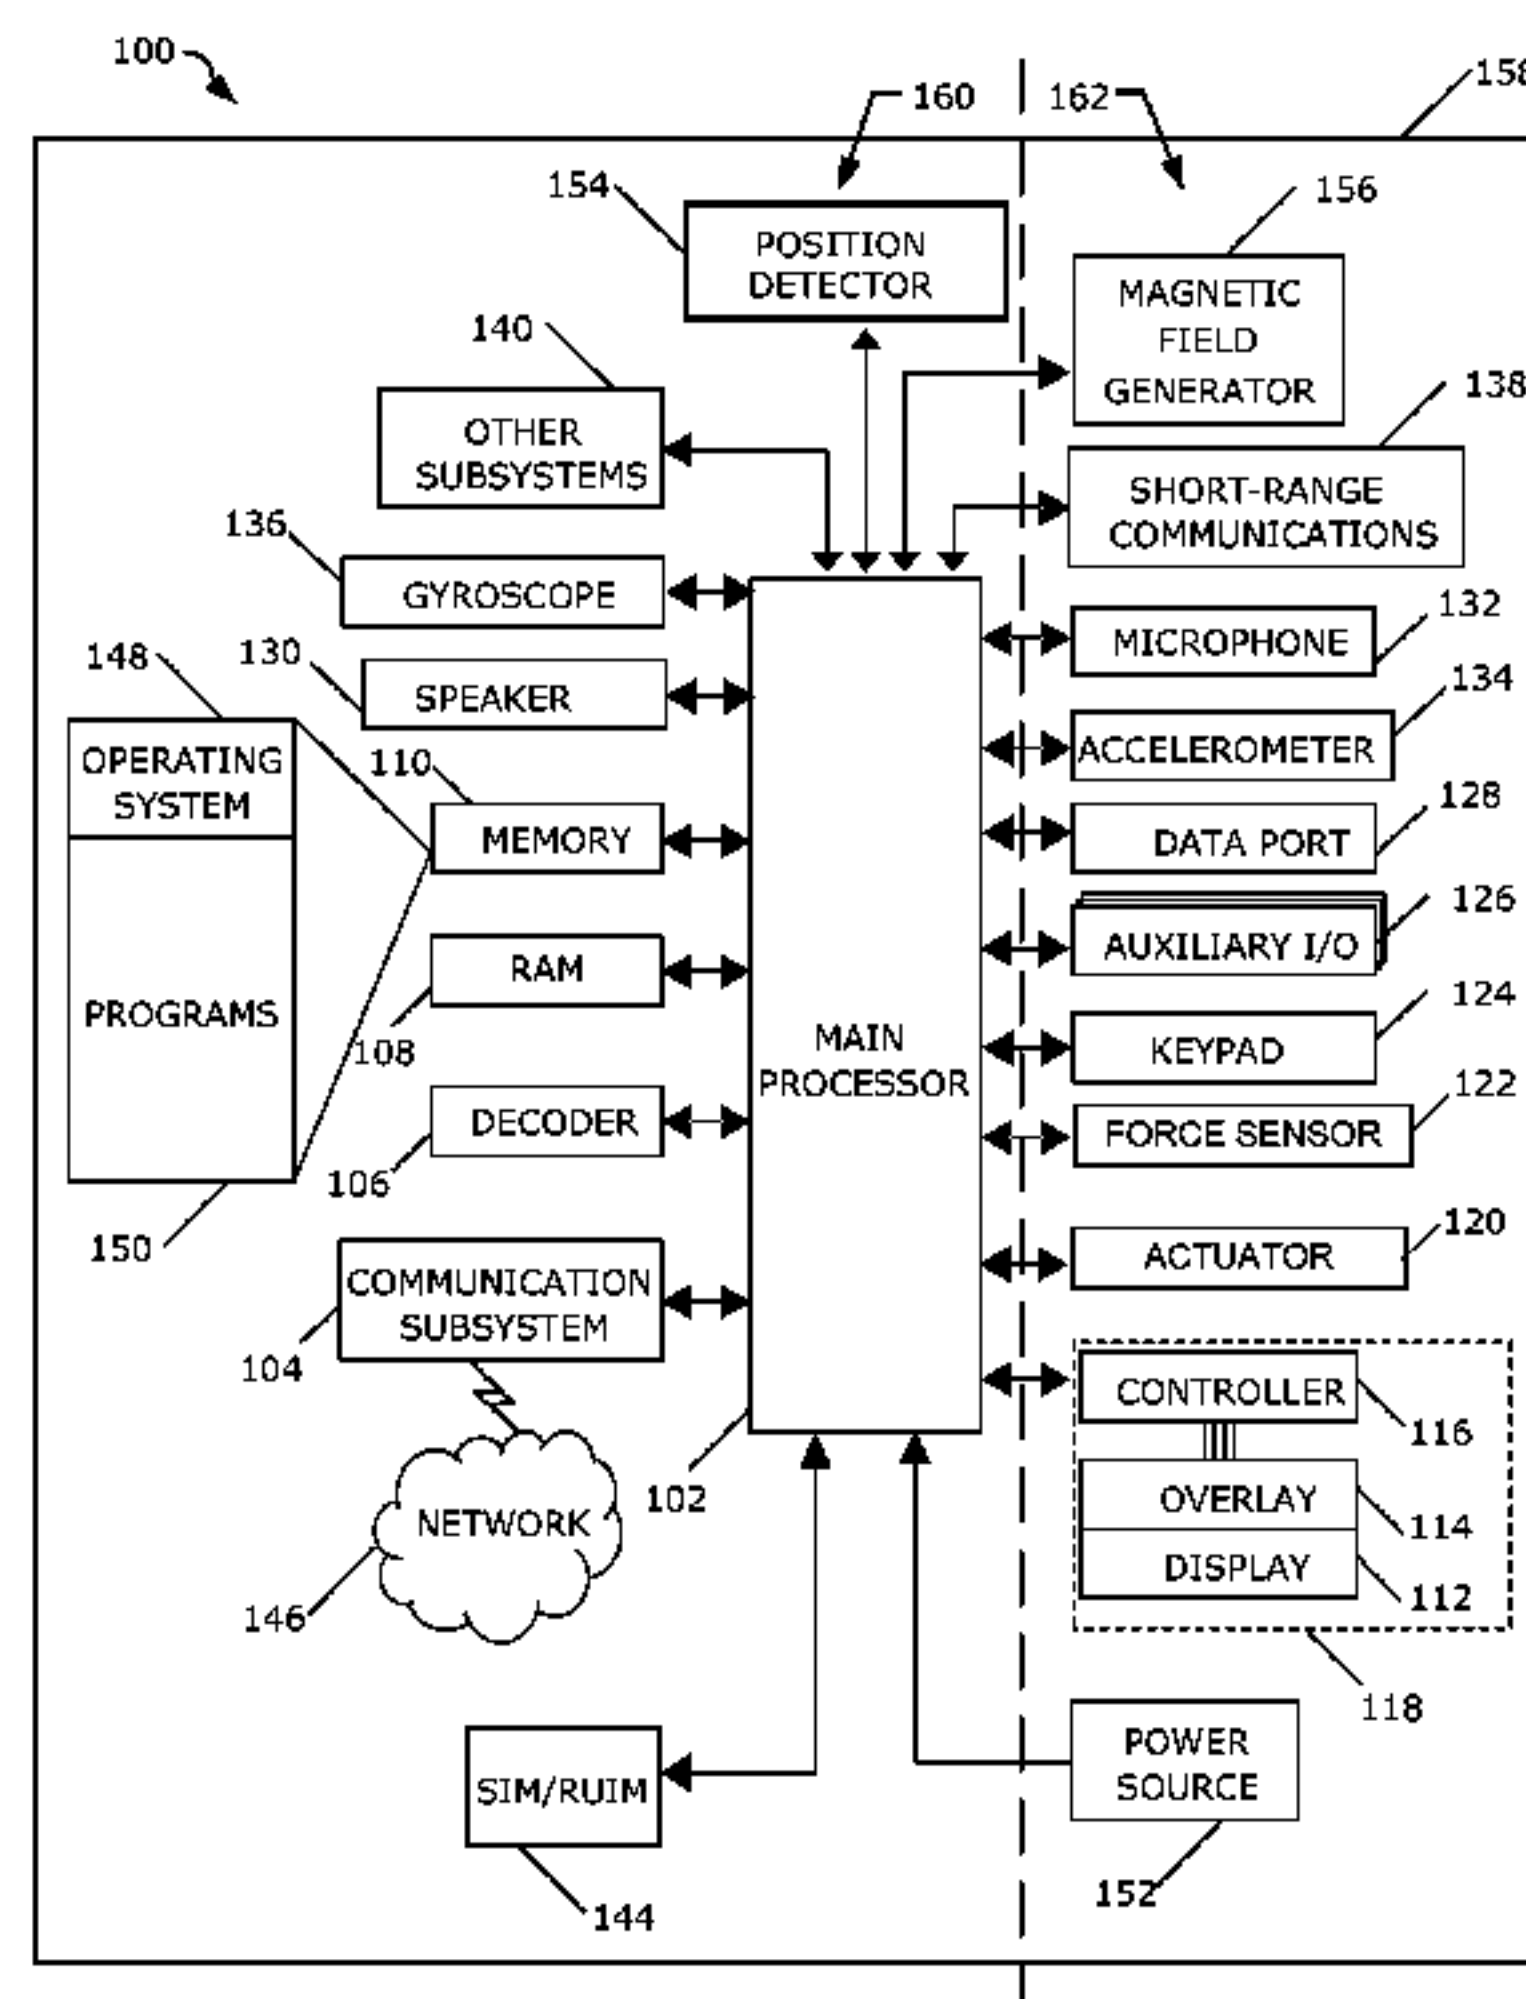 100
160
162
158
154
156
POSITION
DETECTOR
MAGNETIC
FIELD
GENERATOR
140
138
OTHER
SUBSYSTEMS
SHORT-RANGE
COMMUNICATIONS
136
GYROSCOPE
132
MICROPHONE
148
130
SPEAKER
134
ACCELEROMETER
OPERATING
SYSTEM
110
MEMORY
128
DATA PORT
126
AUXILIARY I/O
PROGRAMS
RAM
108
124
KEYPAD
MAIN
PROCESSOR
122
FORCE SENSOR
DECODER
106
150
120
ACTUATOR
COMMUNICATION
SUBSYSTEM
104
CONTROLLER
116
102
OVERLAY
114
NETWORK
DISPLAY
112
146
118
POWER
SOURCE
SIM/RUIM
152
144